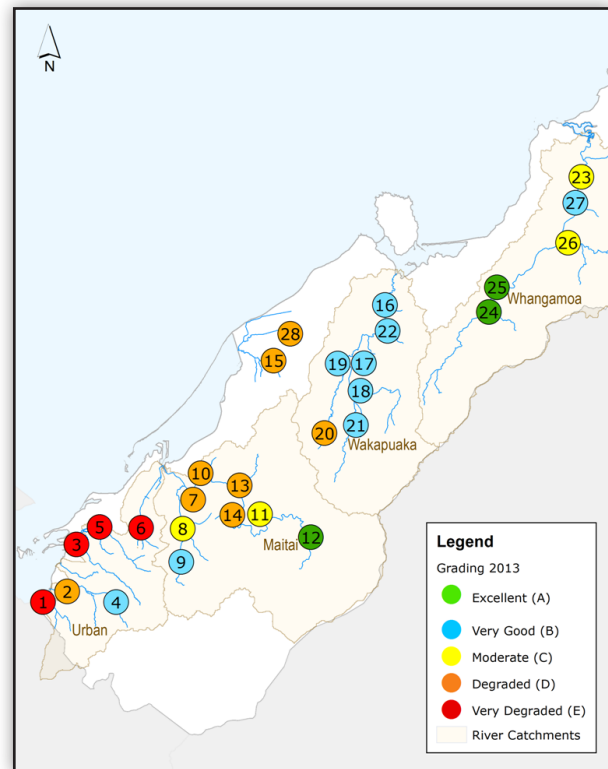 N
23
27
26
25
Whangamoa
24
16
22
28
15
19
17
18
21
20
Wakapuaka
10
13
7
14
11
8
12
Maitai
9
5
6
3
1
2
4
Urban
Legend
Grading 2013
Excellent (A)
Very Good (B)
Moderate (C)
Degraded (D)
Very Degraded (E)
River Catchments